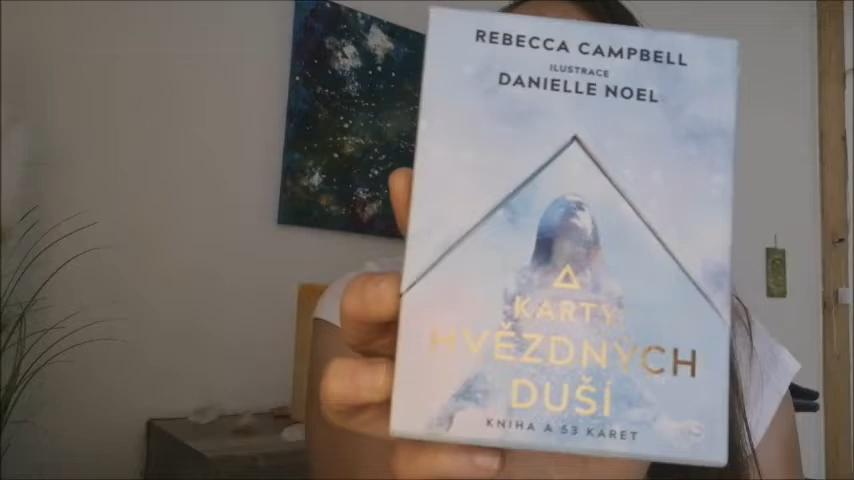 REBECCA CAMPBELL
ILUSTRACE
DANIELLE NOEL
KARTY
HVĚZDNÝCH
DUŠÍ
KNIHA A 53 KARET